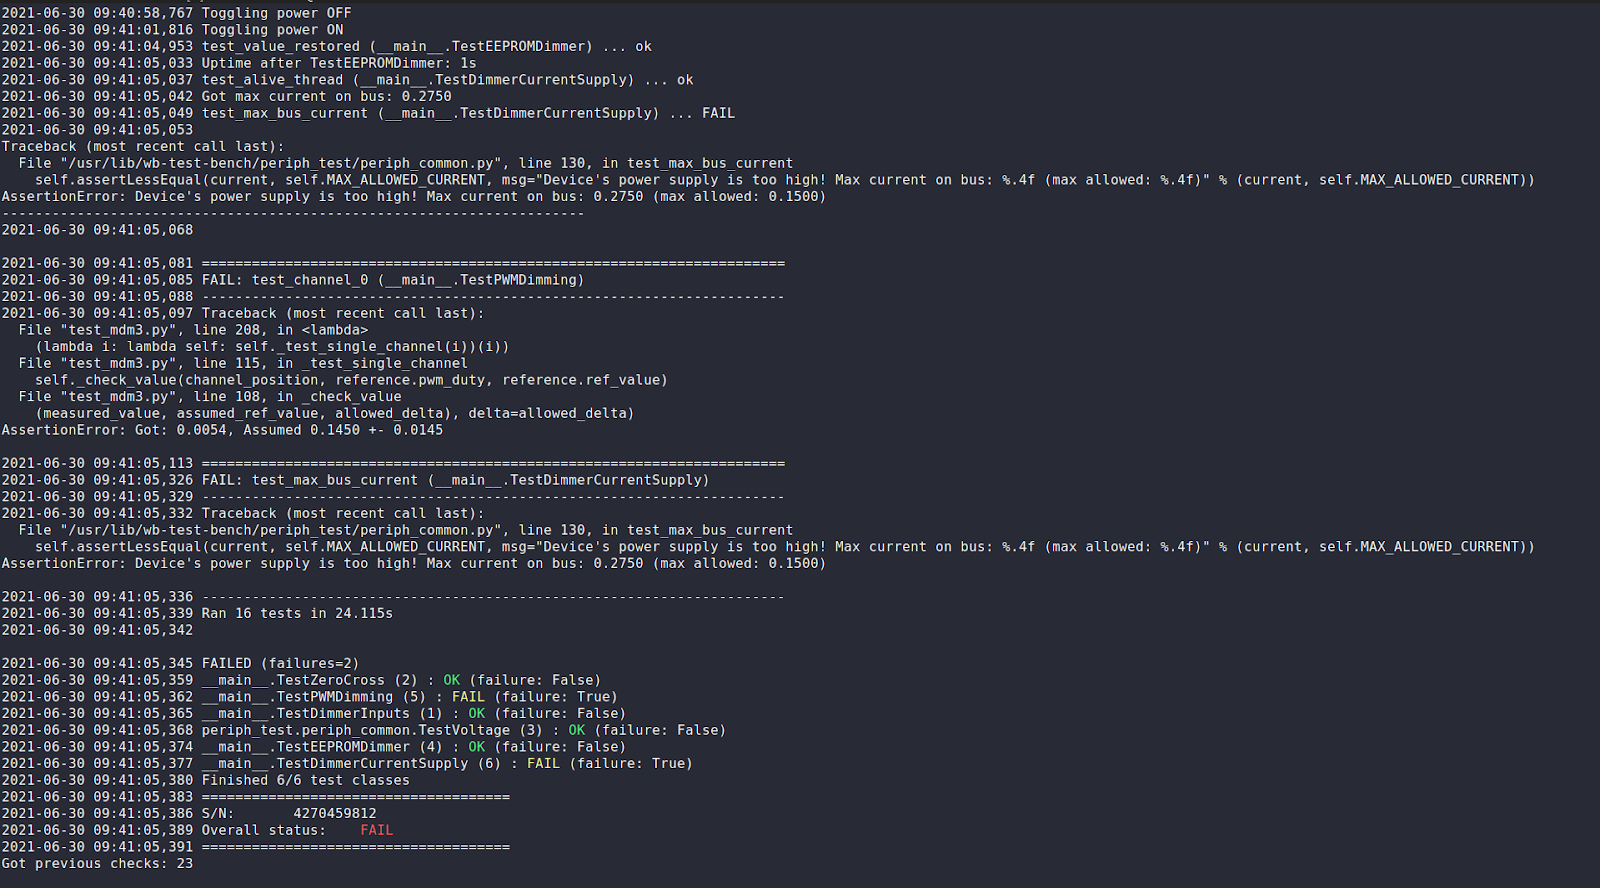 2021-06-30 09:40:58,767 Toggling power OFF
2021-06-30 09:41:01,816 Toggling power ON
2021-06-30 09:41:04,953 test_value_restored (__main__.TestEEPROMDimmer) ... ok
2021-06-30 09:41:05,033 Uptime after TestEEPROMDimmer: 1s
2021-06-30 09:41:05,037 test_alive_thread (__main__.TestDimmerCurrentSupply) ... ok
2021-06-30 09:41:05,042 Got max current on bus: 0.2750
2021-06-30 09:41:05,049 test_max_bus_current (__main__.TestDimmerCurrentSupply) ... FAIL
2021-06-30 09:41:05,053
Traceback (most recent call last):
  File "/usr/lib/wb-test-bench/periph_test/periph_common.py", line 130, in test_max_bus_current
    self.assertLessEqual(current, self.MAX_ALLOWED_CURRENT, msg="Device's power supply is too high! Max current on bus: %.4f (max allowed: %.4f)" % (current, self.MAX_ALLOWED_CURRENT))
AssertionError: Device's power supply is too high! Max current on bus: 0.2750 (max allowed: 0.1500)
----------------------------------------------------------------------
2021-06-30 09:41:05,068
2021-06-30 09:41:05,081 ======================================================================
2021-06-30 09:41:05,085 FAIL: test_channel_0 (__main__.TestPWMDimming)
2021-06-30 09:41:05,088 ----------------------------------------------------------------------
2021-06-30 09:41:05,097 Traceback (most recent call last):
  File "test_mdm3.py", line 208, in <lambda>
    (lambda i: lambda self: self._test_single_channel(i))(i))
  File "test_mdm3.py", line 115, in _test_single_channel
    self._check_value(channel_position, reference.pwm_duty, reference.ref_value)
  File "test_mdm3.py", line 108, in _check_value
    (measured_value, assumed_ref_value, allowed_delta), delta=allowed_delta)
AssertionError: Got: 0.0054, Assumed 0.1450 +- 0.0145
2021-06-30 09:41:05,113 ======================================================================
2021-06-30 09:41:05,326 FAIL: test_max_bus_current (__main__.TestDimmerCurrentSupply)
2021-06-30 09:41:05,329 ----------------------------------------------------------------------
2021-06-30 09:41:05,332 Traceback (most recent call last):
  File "/usr/lib/wb-test-bench/periph_test/periph_common.py", line 130, in test_max_bus_current
    self.assertLessEqual(current, self.MAX_ALLOWED_CURRENT, msg="Device's power supply is too high! Max current on bus: %.4f (max allowed: %.4f)" % (current, self.MAX_ALLOWED_CURRENT))
AssertionError: Device's power supply is too high! Max current on bus: 0.2750 (max allowed: 0.1500)
2021-06-30 09:41:05,336 ----------------------------------------------------------------------
2021-06-30 09:41:05,339 Ran 16 tests in 24.115s
2021-06-30 09:41:05,342
2021-06-30 09:41:05,345 FAILED (failures=2)
2021-06-30 09:41:05,359 __main__.TestZeroCross (2) : OK (failure: False)
2021-06-30 09:41:05,362 __main__.TestPWMDimming (5) : FAIL (failure: True)
2021-06-30 09:41:05,365 __main__.TestDimmerInputs (1) : OK (failure: False)
2021-06-30 09:41:05,368 periph_test.periph_common.TestVoltage (3) : OK (failure: False)
2021-06-30 09:41:05,374 __main__.TestEEPROMDimmer (4) : OK (failure: False)
2021-06-30 09:41:05,377 __main__.TestDimmerCurrentSupply (6) : FAIL (failure: True)
2021-06-30 09:41:05,380 Finished 6/6 test classes
2021-06-30 09:41:05,383 =====================================
2021-06-30 09:41:05,386 S/N:       4270459812
2021-06-30 09:41:05,389 Overall status:    FAIL
2021-06-30 09:41:05,391 =====================================
Got previous checks: 23